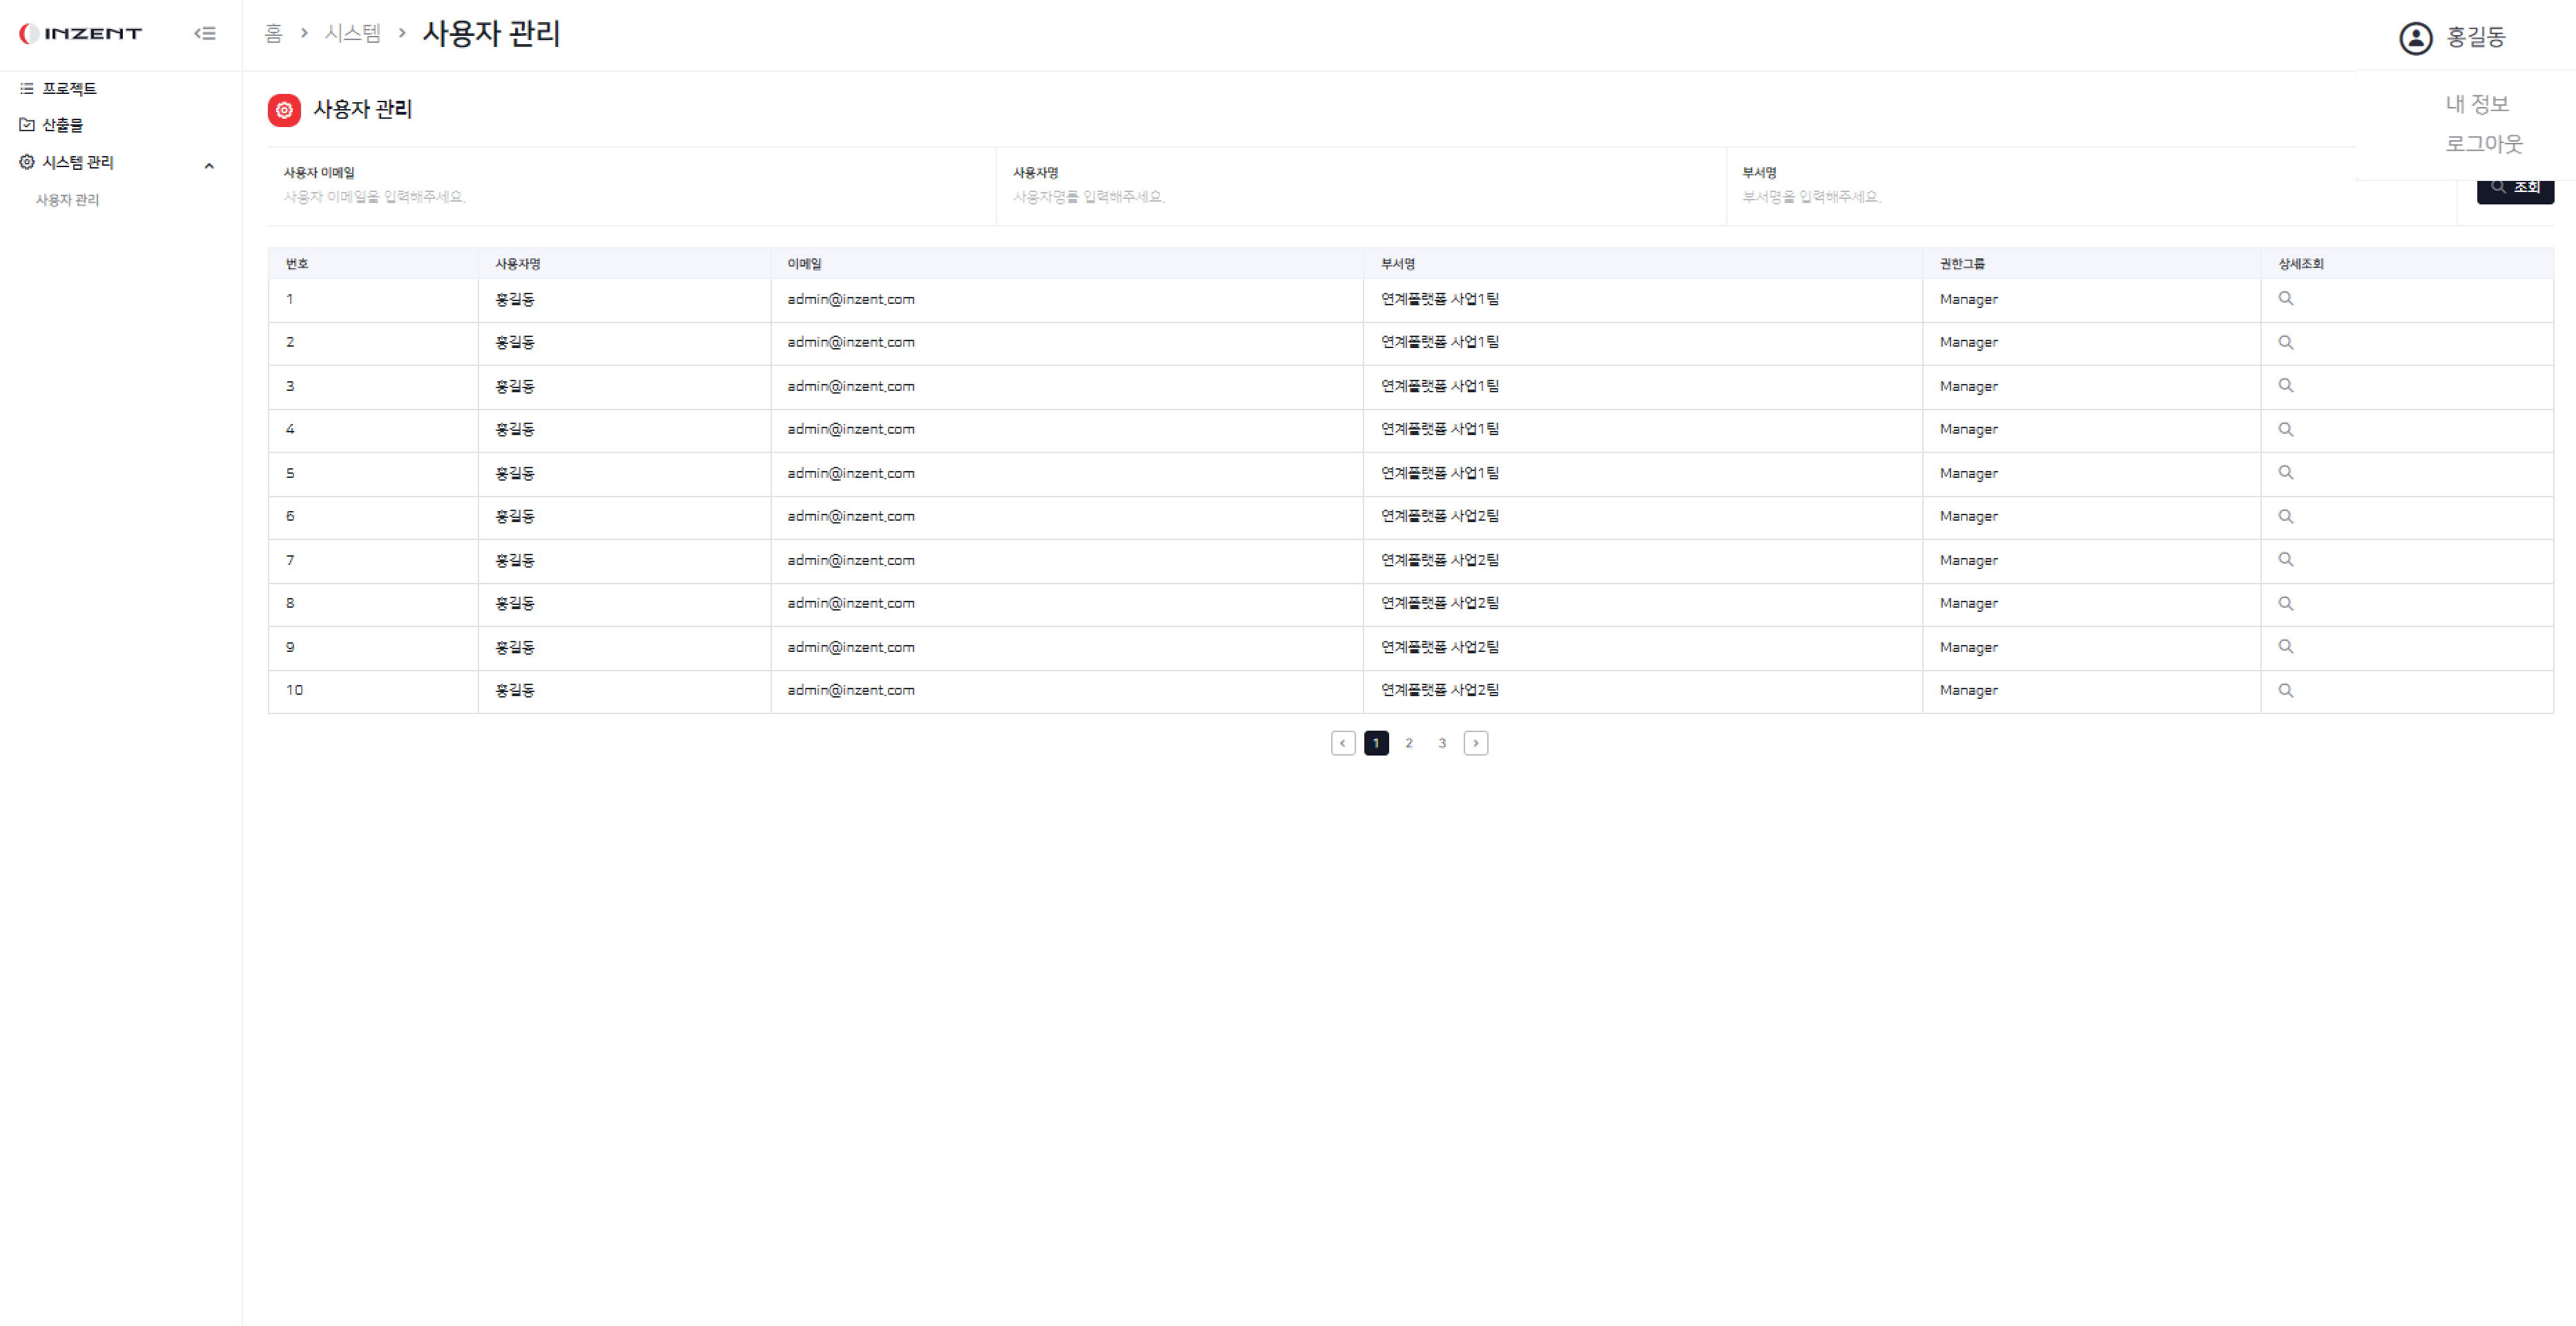 INZENT
홈 > 시스템 > 사용자 관리
홍길동
내 정보
로그아웃
프로젝트
산출물
시스템 관리
사용자 관리
사용자 관리
사용자 이메일
사용자 이메일을 입력해주세요.
사용자명
사용자명를 입력해주세요.
부서명
부서명을 입력해주세요.
조회
번호 사용자명 이메일 부서명 권한그룹 상세조회
1 홍길동 admin@inzent.com 연계플랫폼 사업1팀 Manager
2 홍길동 admin@inzent.com 연계플랫폼 사업1팀 Manager
3 홍길동 admin@inzent.com 연계플랫폼 사업1팀 Manager
4 홍길동 admin@inzent.com 연계플랫폼 사업1팀 Manager
5 홍길동 admin@inzent.com 연계플랫폼 사업1팀 Manager
6 홍길동 admin@inzent.com 연계플랫폼 사업2팀 Manager
7 홍길동 admin@inzent.com 연계플랫폼 사업2팀 Manager
8 홍길동 admin@inzent.com 연계플랫폼 사업2팀 Manager
9 홍길동 admin@inzent.com 연계플랫폼 사업2팀 Manager
10 홍길동 admin@inzent.com 연계플랫폼 사업2팀 Manager
< 1 2 3 >